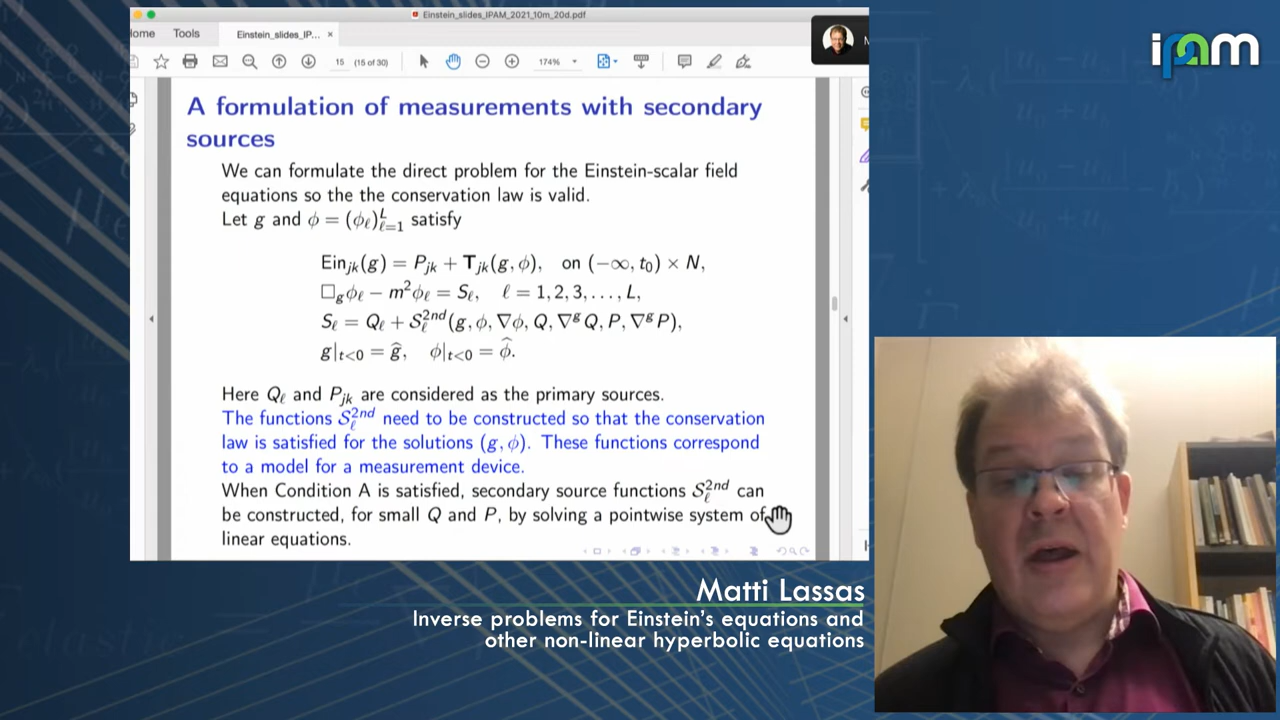 Einstein_slides_IPAM_2021_10m_20d.pdf
ome Tools Einstein_slides_IP... ×
15 (15 of 30) 174%
ipam
A formulation of measurements with secondary
sources
We can formulate the direct problem for the Einstein-scalar field
equations so the the conservation law is valid.
Let g and ϕ = (ϕ_ℓ)_{ℓ=1}^L satisfy
Ein_{jk}(g) = P_{jk} + T_{jk}(g, ϕ), on (−∞, t_0) × N,
□_g ϕ_ℓ − m²ϕ_ℓ = S_ℓ, ℓ = 1, 2, 3, . . . , L,
S_ℓ = Q_ℓ + 𝒮_ℓ^{2nd}(g, ϕ, ∇ϕ, Q, ∇^g Q, P, ∇^g P),
g|_{t<0} = ĝ, ϕ|_{t<0} = ϕ̂.
Here Q_ℓ and P_{jk} are considered as the primary sources.
The functions 𝒮_ℓ^{2nd} need to be constructed so that the conservation
law is satisfied for the solutions (g, ϕ). These functions correspond
to a model for a measurement device.
When Condition A is satisfied, secondary source functions 𝒮_ℓ^{2nd} can
be constructed, for small Q and P, by solving a pointwise system of
linear equations.
Matti Lassas
Inverse problems for Einstein's equations and
other non-linear hyperbolic equations